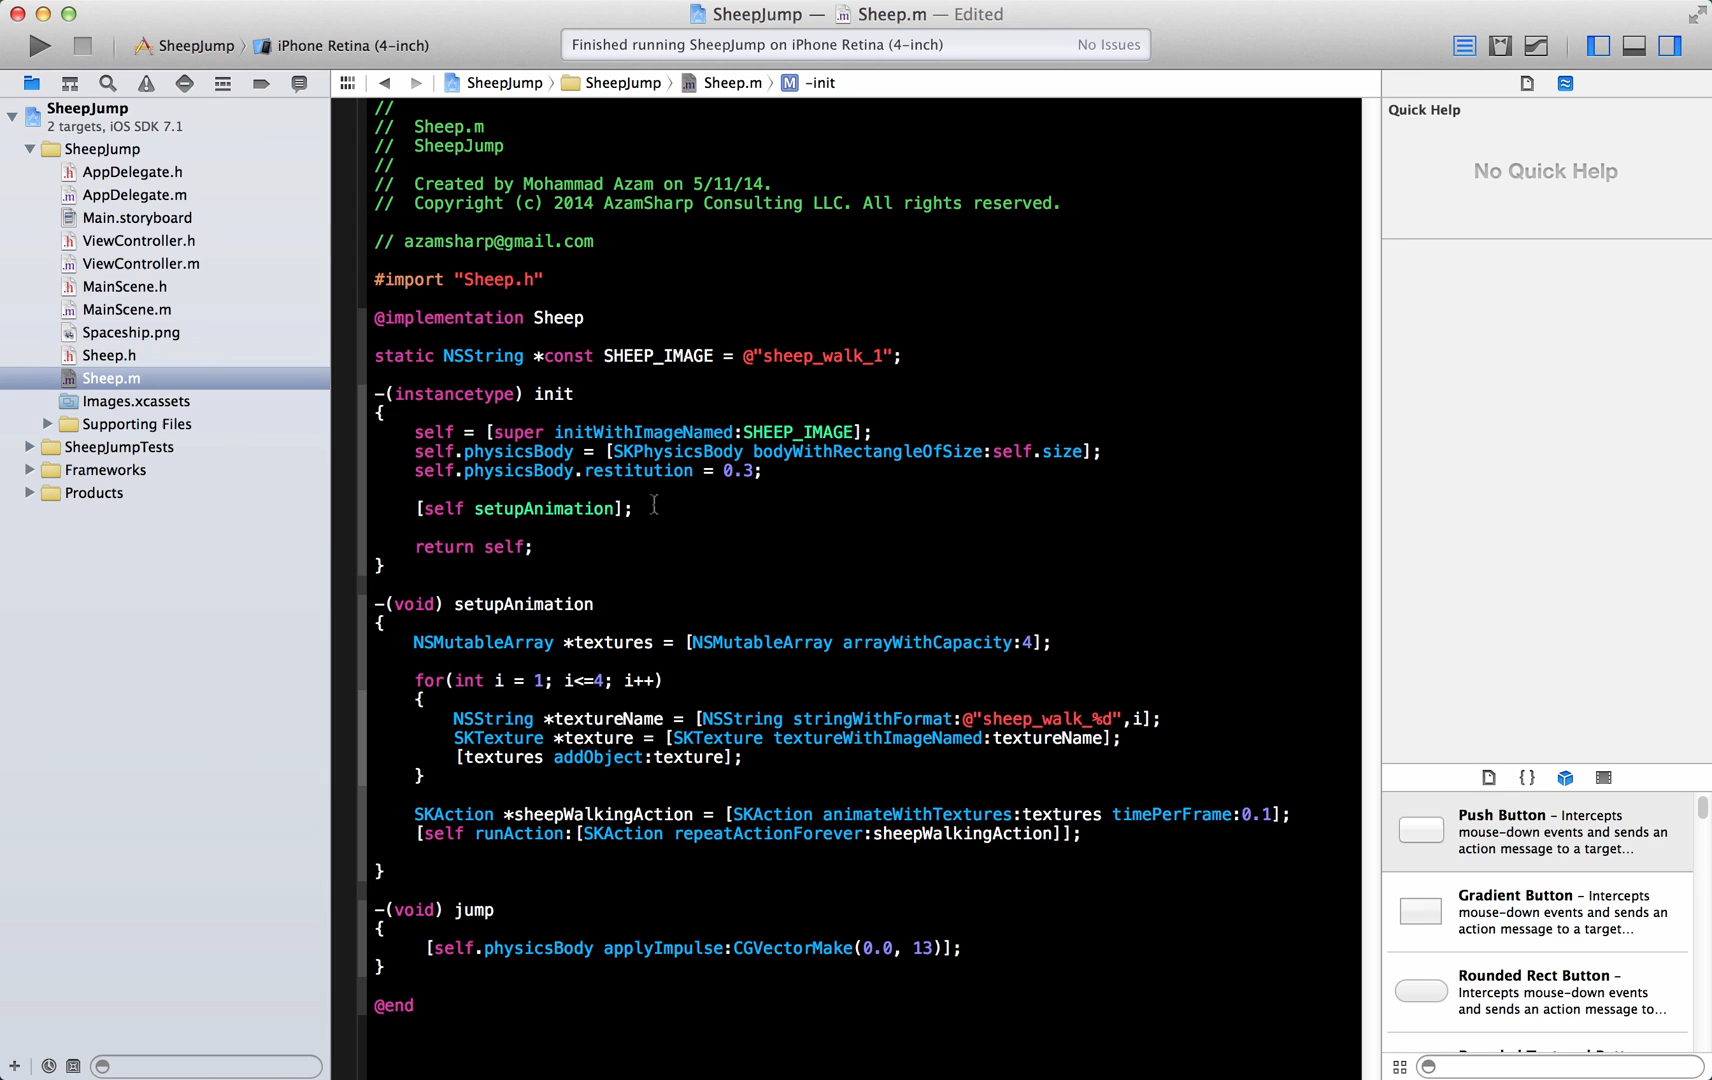 SheepJump — Sheep.m — Edited
SheepJump 〉 iPhone Retina (4-inch)
Finished running SheepJump on iPhone Retina (4-inch) No Issues
SheepJump 〉 SheepJump 〉 Sheep.m 〉 M -init
SheepJump
2 targets, iOS SDK 7.1
SheepJump
AppDelegate.h
AppDelegate.m
Main.storyboard
ViewController.h
ViewController.m
MainScene.h
MainScene.m
Spaceship.png
Sheep.h
Sheep.m
Images.xcassets
Supporting Files
SheepJumpTests
Frameworks
Products
//
//  Sheep.m
//  SheepJump
//
//  Created by Mohammad Azam on 5/11/14.
//  Copyright (c) 2014 AzamSharp Consulting LLC. All rights reserved.
// azamsharp@gmail.com
#import "Sheep.h"
@implementation Sheep
static NSString *const SHEEP_IMAGE = @"sheep_walk_1";
-(instancetype) init
{
    self = [super initWithImageNamed:SHEEP_IMAGE];
    self.physicsBody = [SKPhysicsBody bodyWithRectangleOfSize:self.size];
    self.physicsBody.restitution = 0.3;
    [self setupAnimation];
    return self;
}
-(void) setupAnimation
{
    NSMutableArray *textures = [NSMutableArray arrayWithCapacity:4];
    for(int i = 1; i<=4; i++)
    {
        NSString *textureName = [NSString stringWithFormat:@"sheep_walk_%d",i];
        SKTexture *texture = [SKTexture textureWithImageNamed:textureName];
        [textures addObject:texture];
    }
    SKAction *sheepWalkingAction = [SKAction animateWithTextures:textures timePerFrame:0.1];
    [self runAction:[SKAction repeatActionForever:sheepWalkingAction]];
}
-(void) jump
{
     [self.physicsBody applyImpulse:CGVectorMake(0.0, 13)];
}
@end
Quick Help
No Quick Help
Push Button – Intercepts
mouse-down events and sends an
action message to a target...
Gradient Button – Intercepts
mouse-down events and sends an
action message to a target...
Rounded Rect Button –
Intercepts mouse-down events
and sends an action message to...